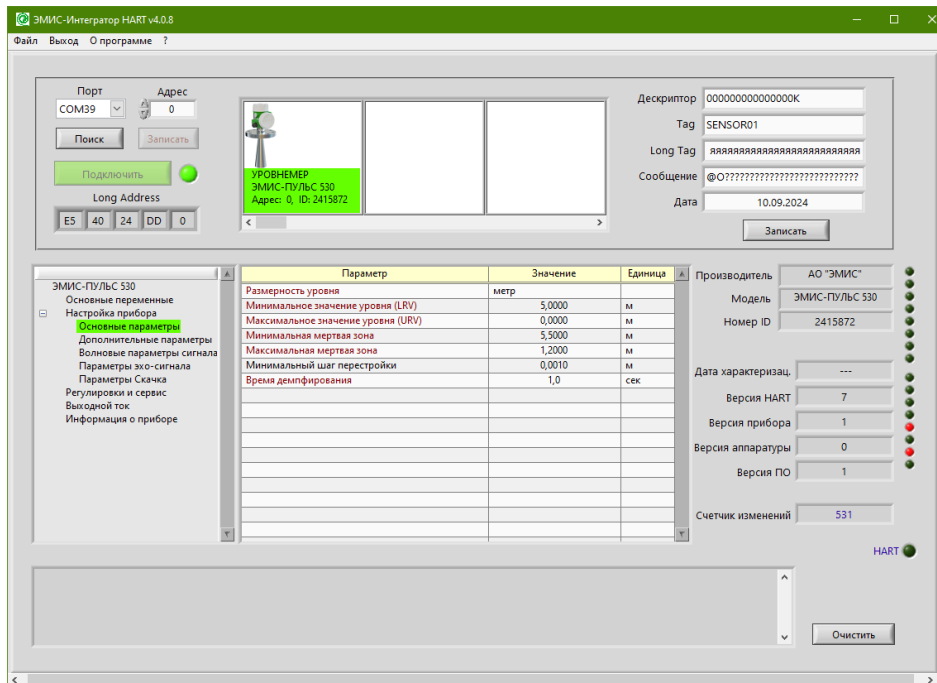 ЭМИС-Интегратор HART v4.0.8
Файл Выход О программе ?
Порт Адрес
COM39 0
Поиск Записать
Подключить
Long Address
E5 40 24 DD 0
УРОВНЕМЕР
ЭМИС-ПУЛЬС 530
Адрес: 0, ID: 2415872
Дескриптор 000000000000000K
Tag SENSOR01
Long Tag
Сообщение
Дата 10.09.2024
Записать
ЭМИС-ПУЛЬС 530
Основные переменные
Настройка прибора
Основные параметры
Дополнительные параметры
Волновые параметры сигнала
Параметры эхо-сигнала
Параметры Скачка
Регулировки и сервис
Выходной ток
Информация о приборе
Параметр Значение Единица
Размерность уровня метр
Минимальное значение уровня (LRV) 5,0000 м
Максимальное значение уровня (URV) 0,0000 м
Минимальная мертвая зона 5,5000 м
Максимальная мертвая зона 1,2000 м
Минимальный шаг перестройки 0,0010 м
Время демпфирования 1,0 сек
Производитель АО "ЭМИС"
Модель ЭМИС-ПУЛЬС 530
Номер ID 2415872
Дата характеризац. ---
Версия HART 7
Версия прибора 1
Версия аппаратуры 0
Версия ПО 1
Счетчик изменений 531
HART
Очистить